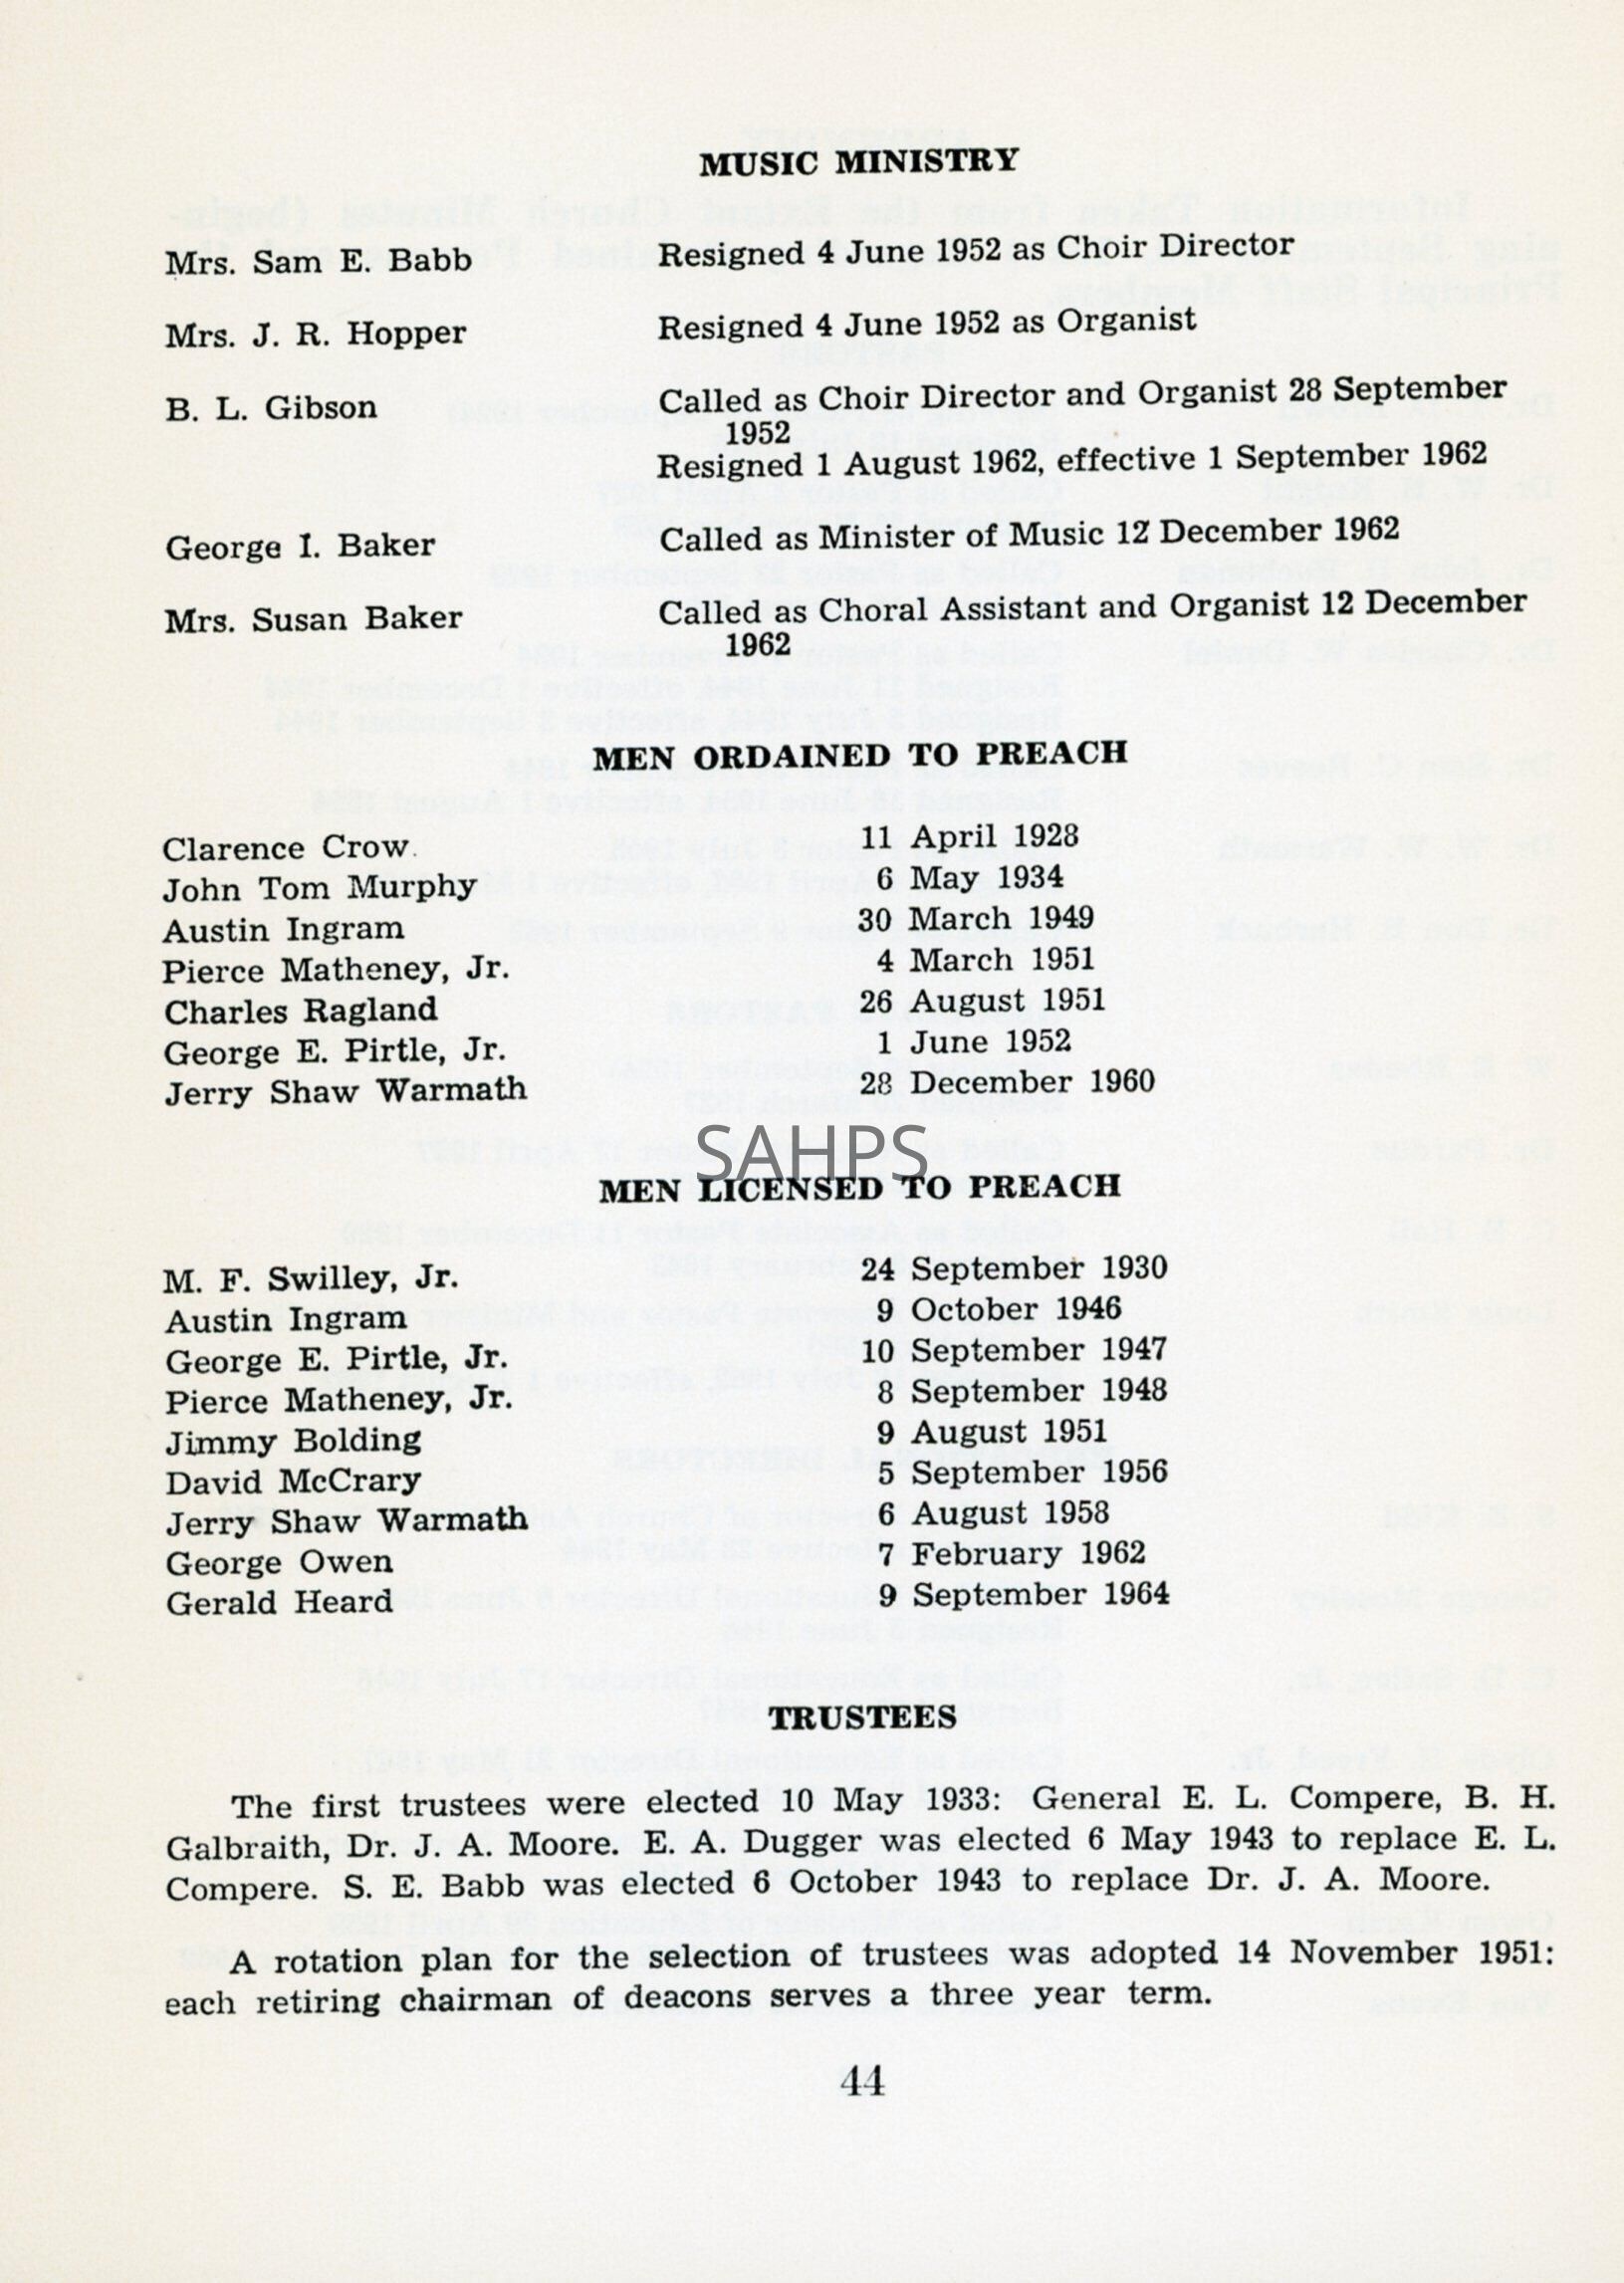 MUSIC MINISTRY
Mrs. Sam E. Babb Resigned 4 June 1952 as Choir Director
Mrs. J. R. Hopper Resigned 4 June 1952 as Organist
B. L. Gibson Called as Choir Director and Organist 28 September
1952
Resigned 1 August 1962, effective 1 September 1962
George I. Baker Called as Minister of Music 12 December 1962
Mrs. Susan Baker Called as Choral Assistant and Organist 12 December
1962
MEN ORDAINED TO PREACH
Clarence Crow 11 April 1928
John Tom Murphy 6 May 1934
Austin Ingram 30 March 1949
Pierce Matheney, Jr. 4 March 1951
Charles Ragland 26 August 1951
George E. Pirtle, Jr. 1 June 1952
Jerry Shaw Warmath 28 December 1960
SAHPS
MEN LICENSED TO PREACH
M. F. Swilley, Jr. 24 September 1930
Austin Ingram 9 October 1946
George E. Pirtle, Jr. 10 September 1947
Pierce Matheney, Jr. 8 September 1948
Jimmy Bolding 9 August 1951
David McCrary 5 September 1956
Jerry Shaw Warmath 6 August 1958
George Owen 7 February 1962
Gerald Heard 9 September 1964
TRUSTEES
The first trustees were elected 10 May 1933: General E. L. Compere, B. H.
Galbraith, Dr. J. A. Moore. E. A. Dugger was elected 6 May 1943 to replace E. L.
Compere. S. E. Babb was elected 6 October 1943 to replace Dr. J. A. Moore.
A rotation plan for the selection of trustees was adopted 14 November 1951:
each retiring chairman of deacons serves a three year term.
44